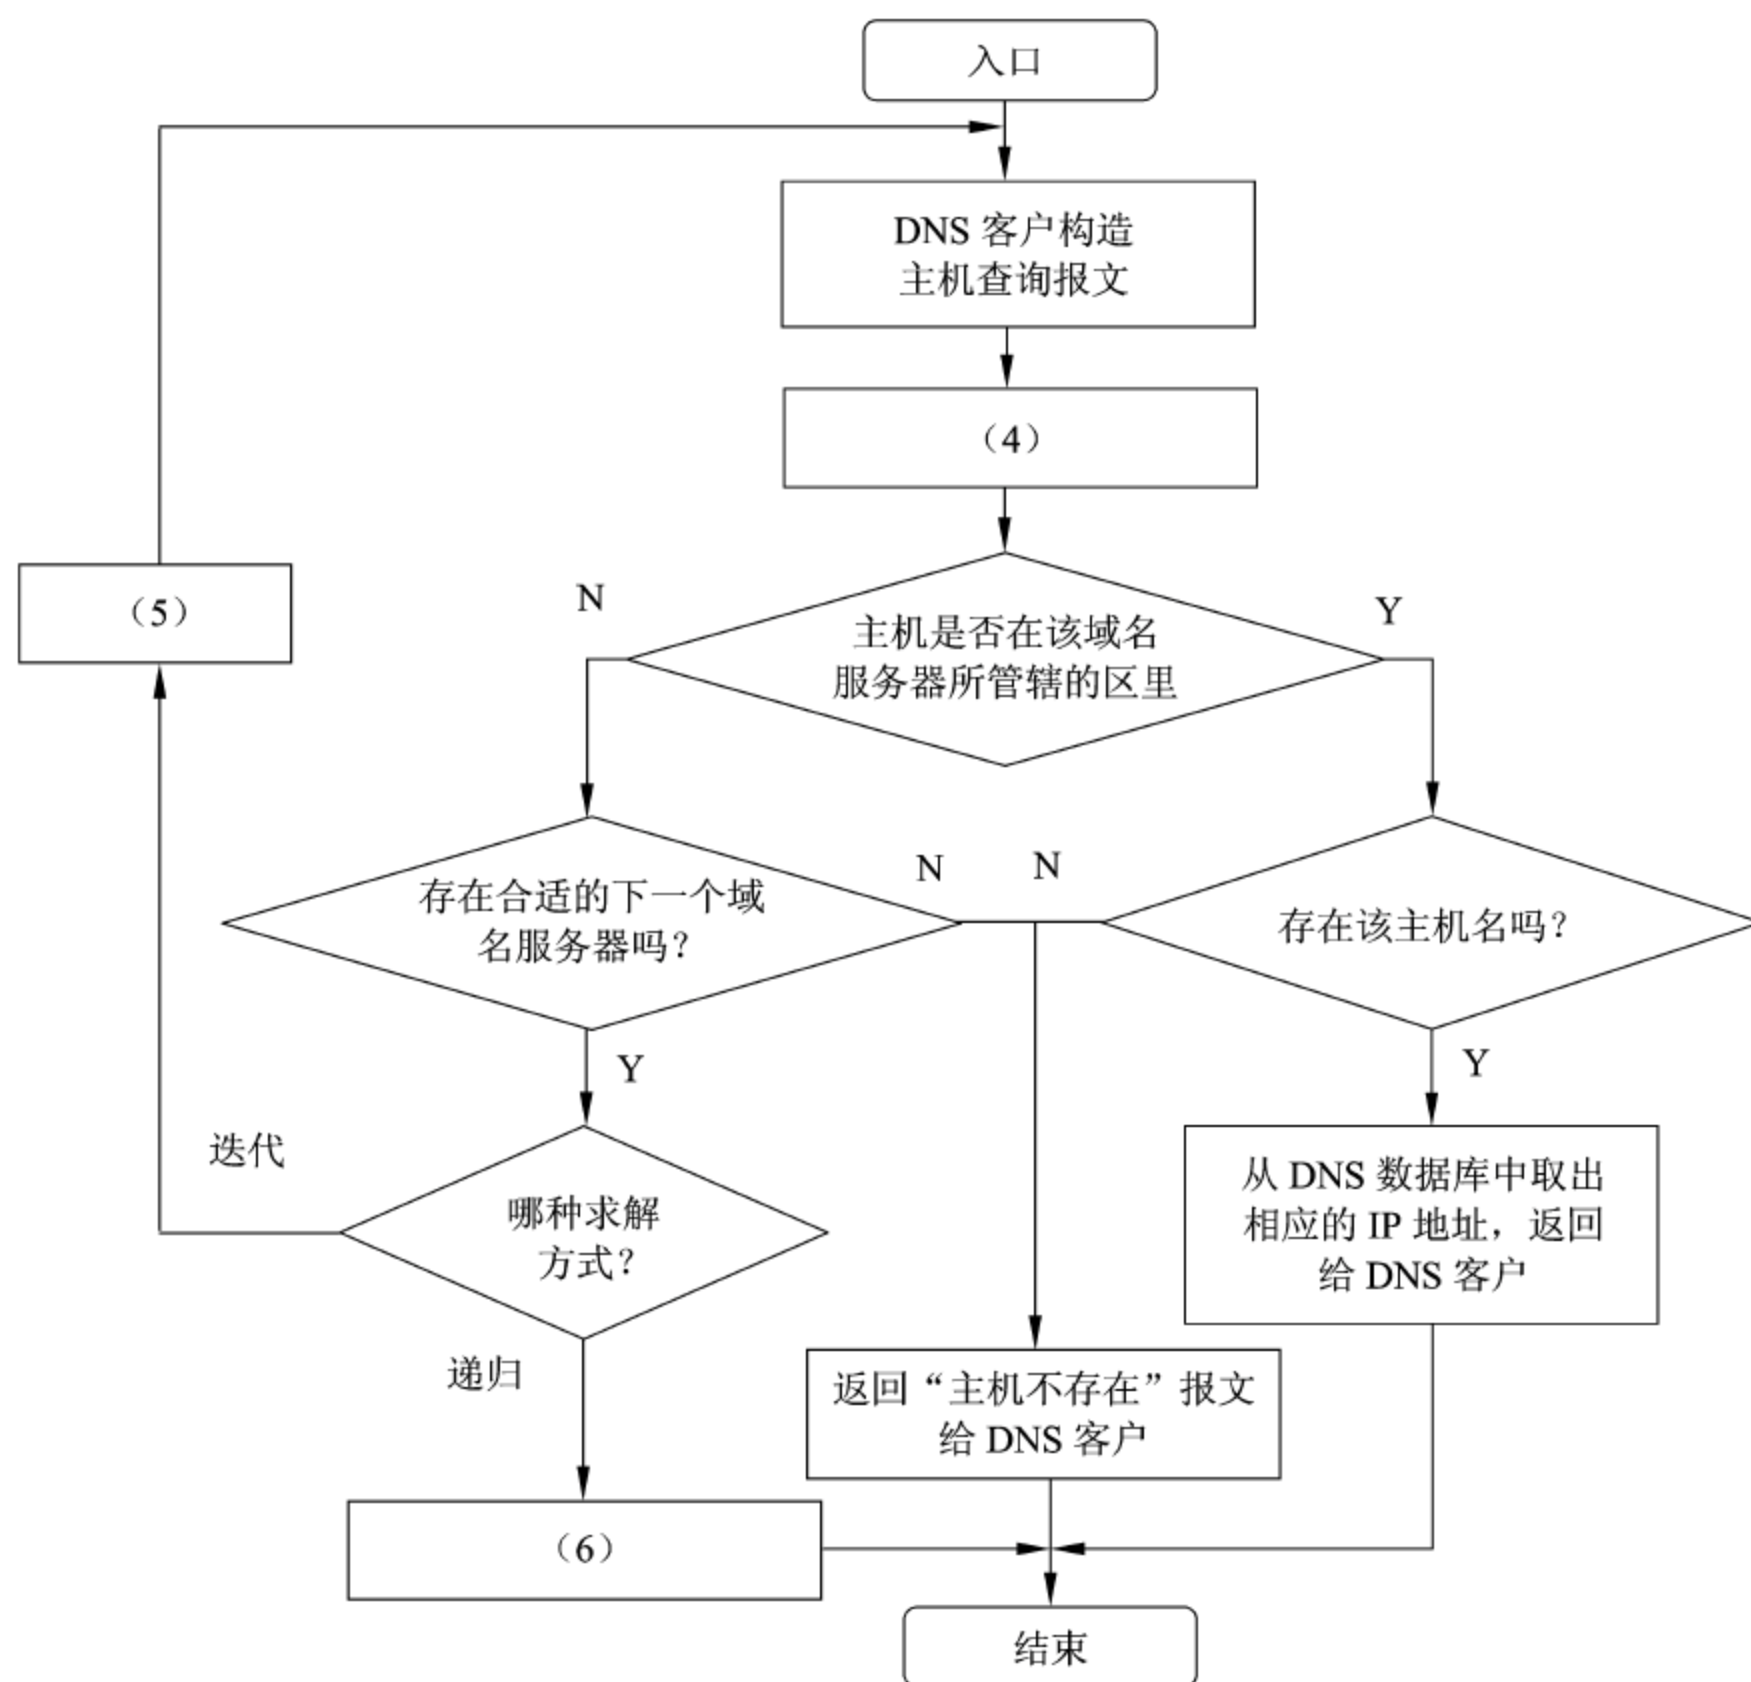 入口
DNS 客户构造
主机查询报文
（4）
（5）
N
Y
主机是否在该域名
服务器所管辖的区里
N
N
存在合适的下一个域
名服务器吗？
存在该主机名吗？
Y
Y
迭代
哪种求解
方式？
从 DNS 数据库中取出
相应的 IP 地址，返回
给 DNS 客户
递归
返回“主机不存在”报文
给 DNS 客户
（6）
结束